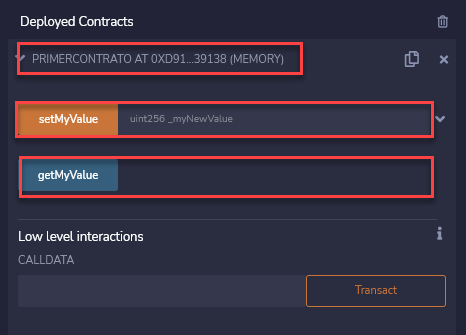 Deployed Contracts
PRIMERCONTRATO AT 0XD91...39138 (MEMORY)
setMyValue uint256 _myNewValue
getMyValue
Low level interactions
CALLDATA
Transact